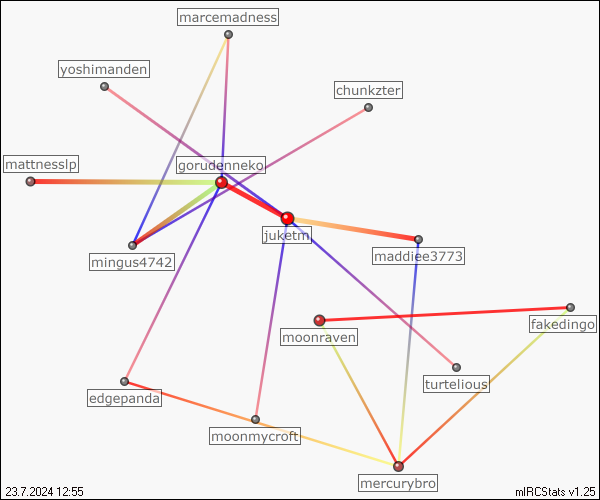 marcemadness
yoshimanden
chunkzter
mattnesslp
gorudenneko
juketm
mingus4742
maddiee3773
moonraven
fakedingo
turtelious
edgepanda
moonmycroft
mercurybro
23.7.2024 12:55
mIRCStats v1.25